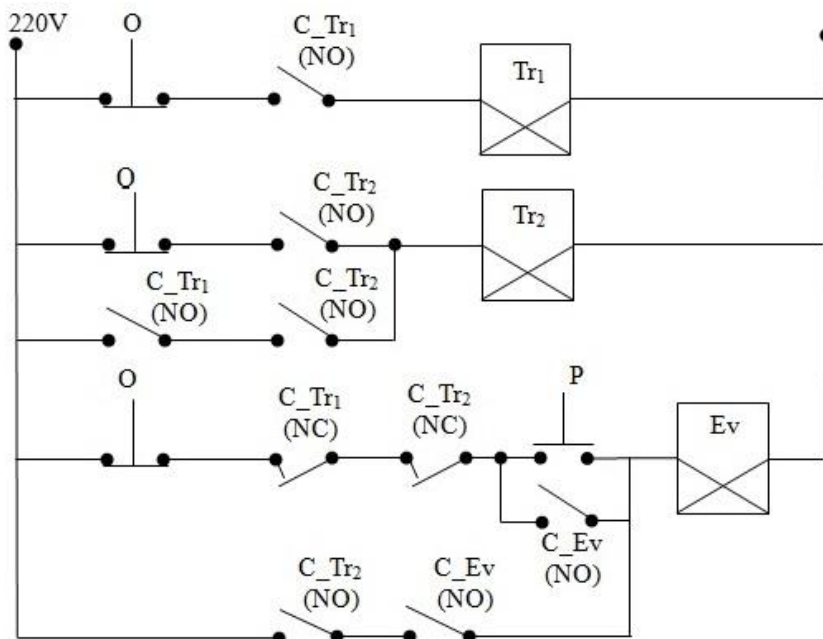 220V
O
C_Tr1
(NO)
Tr1
O
C_Tr2
(NO)
Tr2
C_Tr1
(NO)
C_Tr2
(NO)
O
C_Tr1
(NC)
C_Tr2
(NC)
P
Ev
C_Ev
(NO)
C_Tr2
(NO)
C_Ev
(NO)